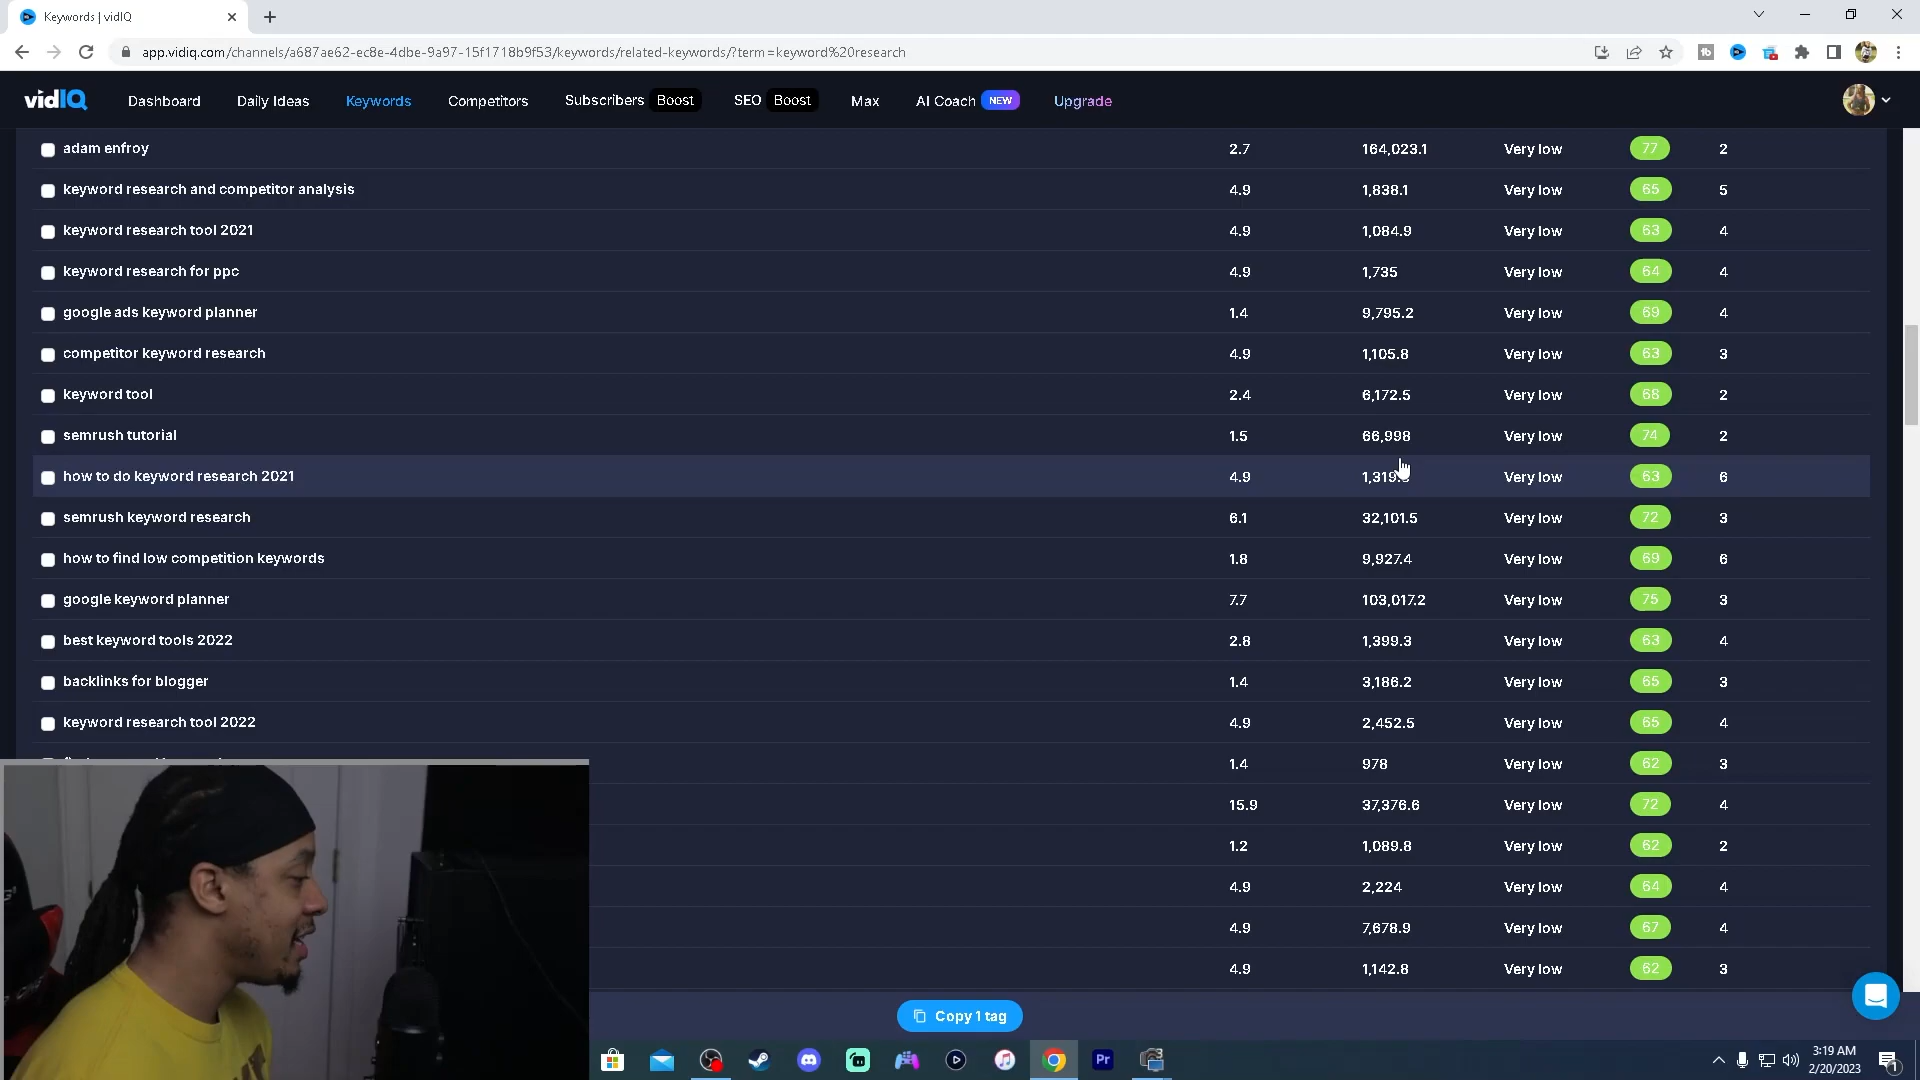 Keywords | vidIQ
app.vidiq.com/channels/a687ae62-ec8e-4dbe-9a97-15f1718b9f53/keywords/related-keywords/?term=keyword%20research
vidIQ Dashboard Daily Ideas Keywords Competitors Subscribers Boost SEO Boost Max AI Coach NEW Upgrade
adam enfroy 2.7 164,023.1 Very low 77 2
keyword research and competitor analysis 4.9 1,838.1 Very low 65 5
keyword research tool 2021 4.9 1,084.9 Very low 63 4
keyword research for ppc 4.9 1,735 Very low 64 4
google ads keyword planner 1.4 9,795.2 Very low 69 4
competitor keyword research 4.9 1,105.8 Very low 63 3
keyword tool 2.4 6,172.5 Very low 68 2
semrush tutorial 1.5 66,998 Very low 74 2
how to do keyword research 2021 4.9 Very low 63 6
semrush keyword research 6.1 32,101.5 Very low 72 3
how to find low competition keywords 1.8 9,927.4 Very low 69 6
google keyword planner 7.7 103,017.2 Very low 75 3
best keyword tools 2022 2.8 1,399.3 Very low 63 4
backlinks for blogger 1.4 3,186.2 Very low 65 3
keyword research tool 2022 4.9 2,452.5 Very low 65 4
1.4 978 Very low 62 3
15.9 37,376.6 Very low 72 4
1.2 1,089.8 Very low 62 2
4.9 2,224 Very low 64 4
4.9 7,678.9 Very low 67 4
4.9 1,142.8 Very low 62 3
Copy 1 tag
Pr
3:19 AM
2/20/2023
1